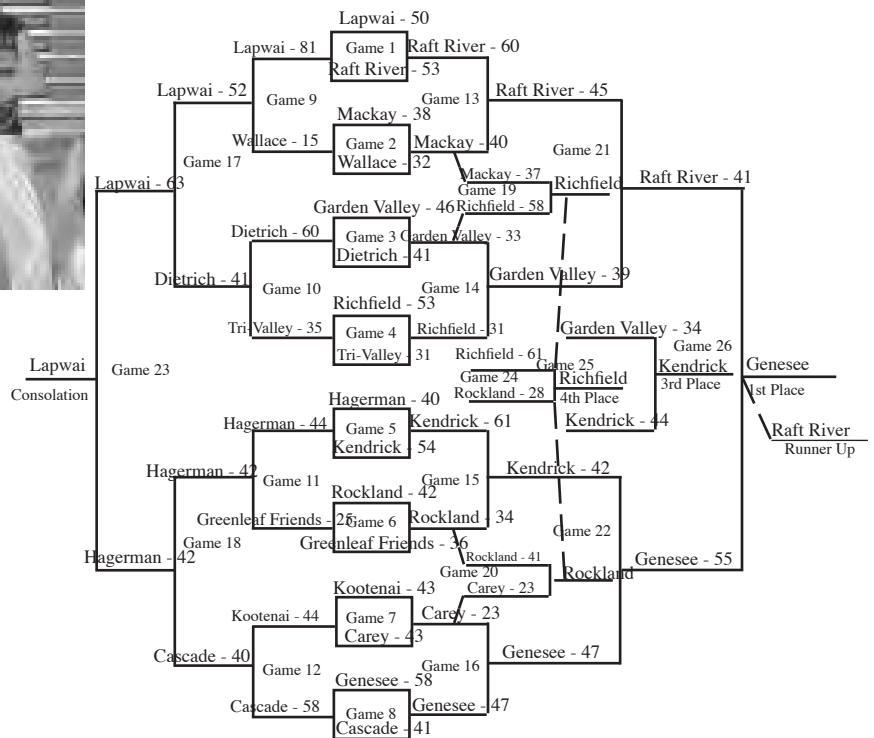 Lapwai - 50
Lapwai - 81
Game 1
Raft River - 60
Raft River - 53
Lapwai - 52
Game 9
Game 13
Raft River - 45
Mackay - 38
Wallace - 15
Game 2
Mackay - 40
Wallace - 32
Game 17
Game 21
Lapwai - 63
Mackay - 37
Game 19
Richfield
Raft River - 41
Richfield - 58
Garden Valley - 46
Dietrich - 60
Game 3
Garden Valley - 33
Dietrich - 41
Dietrich - 41
Game 10
Game 14
Garden Valley - 39
Richfield - 53
Tri-Valley - 35
Game 4
Richfield - 31
Tri-Valley - 31
Garden Valley - 34
Game 26
Lapwai
Game 23
Consolation
Richfield - 61
Game 25
Game 24
Richfield
Rockland - 28
4th Place
Kendrick
3rd Place
Genesee
1st Place
Kendrick - 44
Raft River
Runner Up
Hagerman - 40
Hagerman - 44
Game 5
Kendrick - 61
Kendrick - 54
Hagerman - 42
Game 11
Game 15
Kendrick - 42
Rockland - 42
Greenleaf Friends - 25
Game 6
Rockland - 34
Greenleaf Friends - 36
Game 18
Game 22
Hagerman - 42
Rockland - 41
Game 20
Rockland
Genesee - 55
Carey - 23
Kootenai - 43
Kootenai - 44
Game 7
Carey - 23
Carey - 43
Cascade - 40
Game 12
Game 16
Genesee - 47
Genesee - 58
Cascade - 58
Game 8
Genesee - 47
Cascade - 41